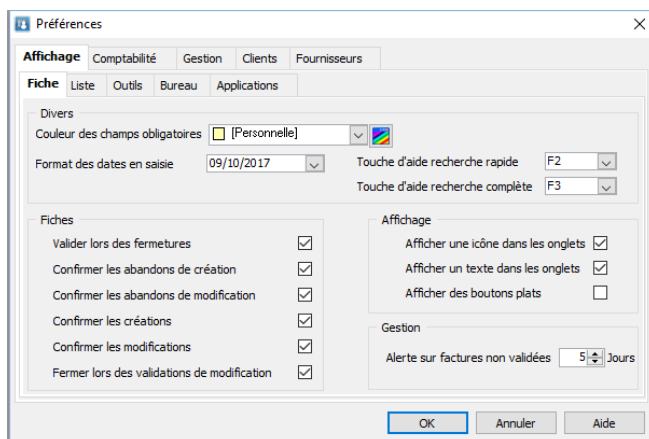 Préférences
Affichage Comptabilité Gestion Clients Fournisseurs
Fiche Liste Outils Bureau Applications
Divers
Couleur des champs obligatoires [Personnelle]
Format des dates en saisie 09/10/2017 Touche d'aide recherche rapide F2
Touche d'aide recherche complète F3
Fiches
Valider lors des fermetures
Confirmer les abandons de création
Confirmer les abandons de modification
Confirmer les créations
Confirmer les modifications
Fermer lors des validations de modification
Affichage
Afficher une icône dans les onglets
Afficher un texte dans les onglets
Afficher des boutons plats
Gestion
Alerte sur factures non validées 5 Jours
OK Annuler Aide